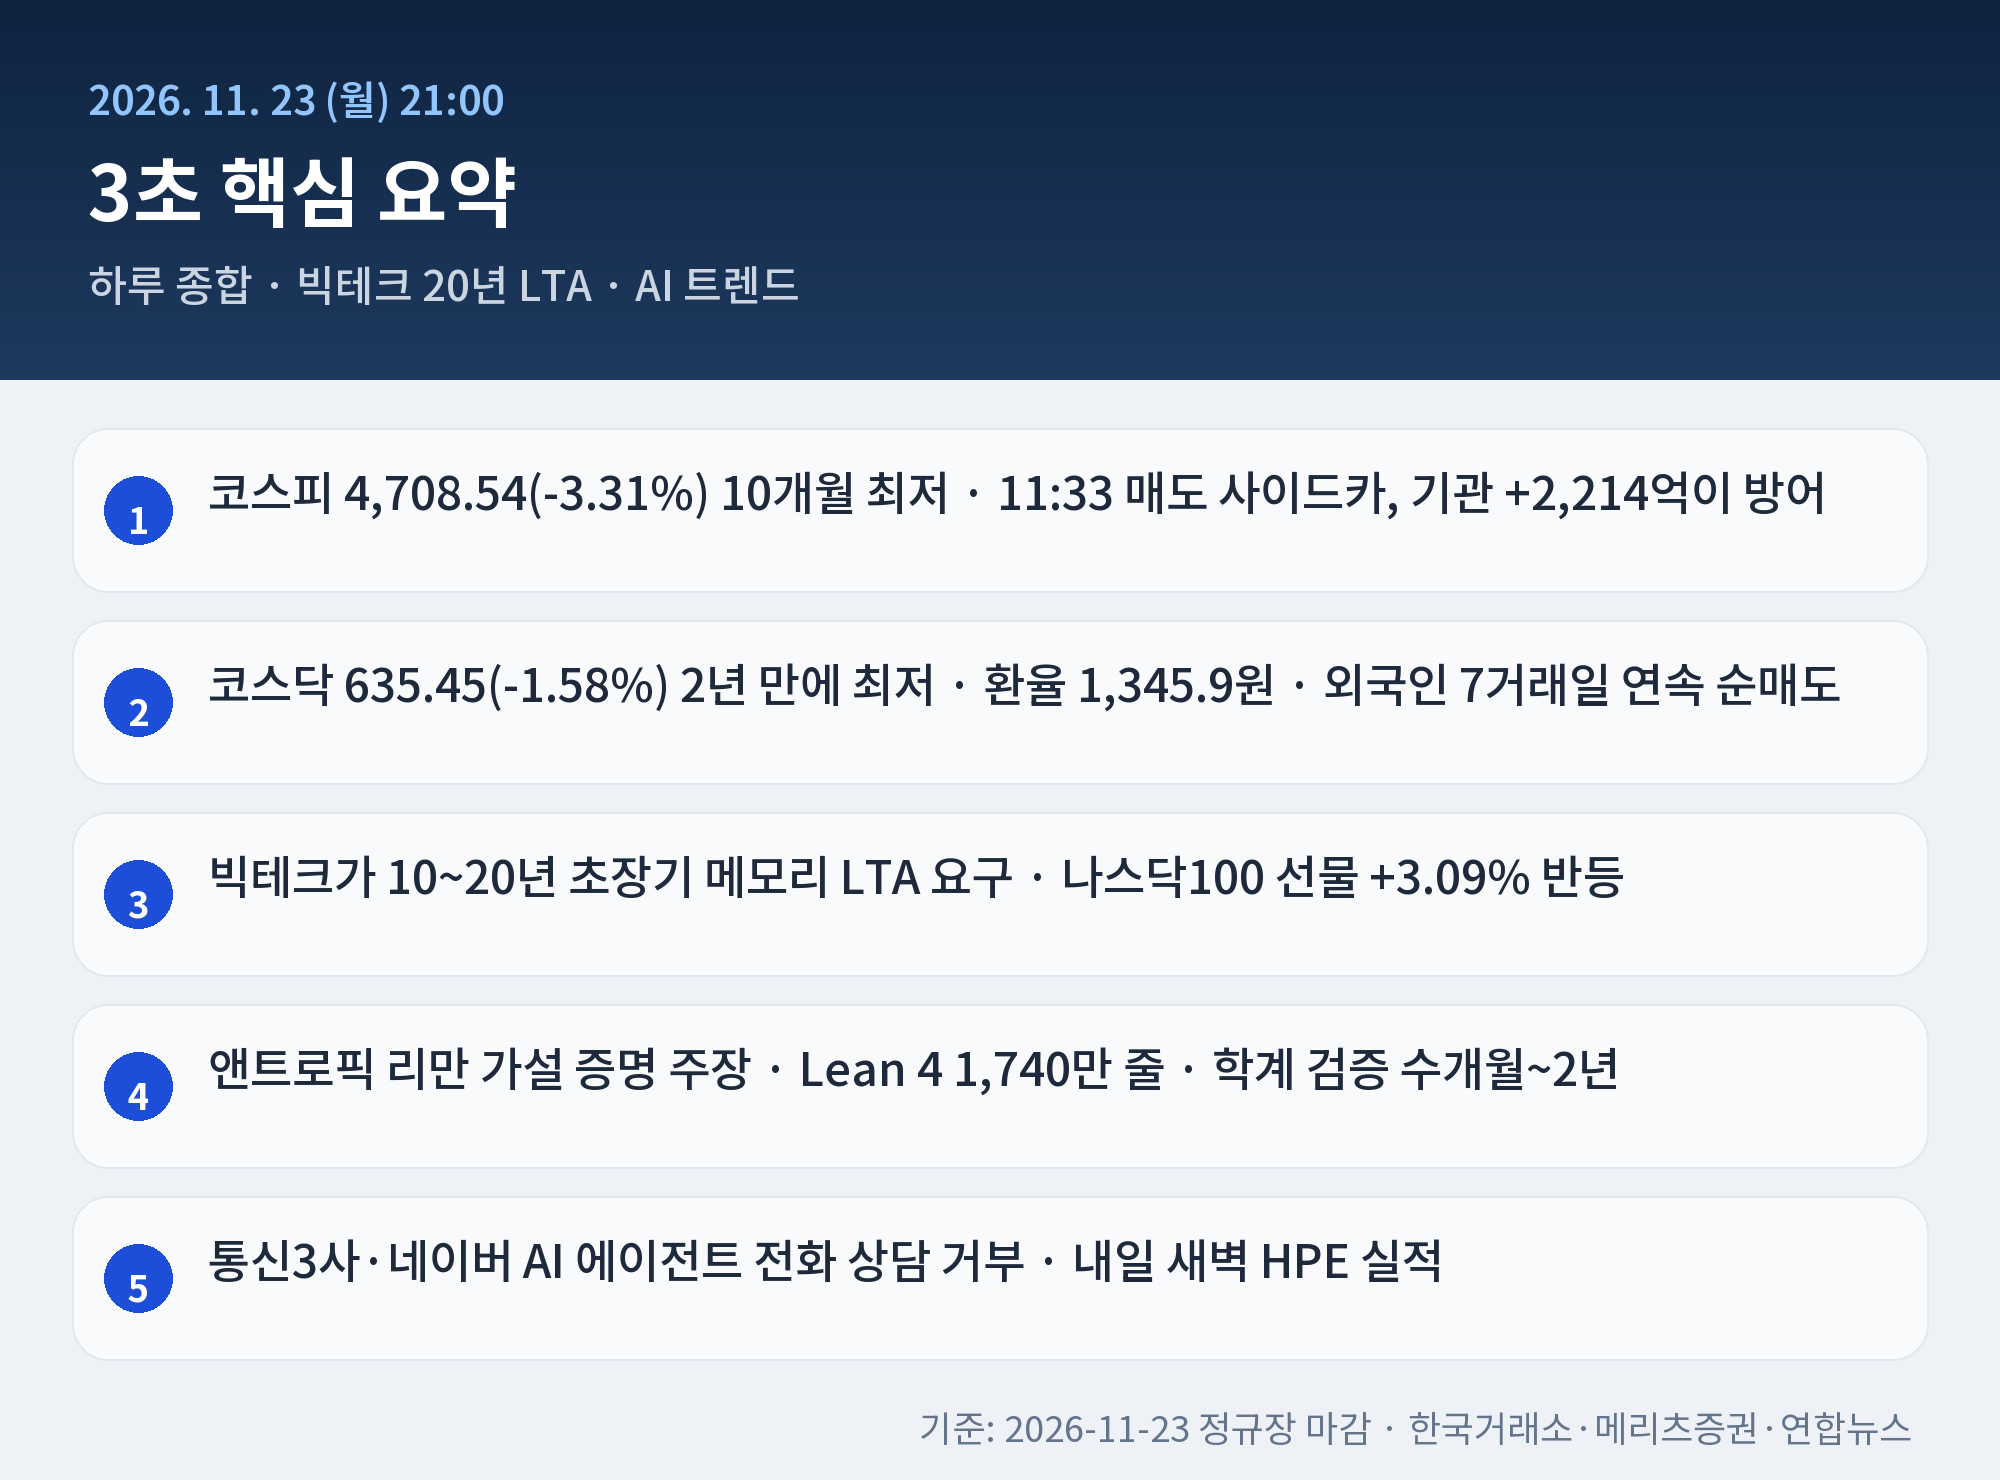 2026. 11. 23 (월) 21:00
3초 핵심 요약
하루 종합 · 빅테크 20년 LTA · AI 트렌드
1 코스피 4,708.54(-3.31%) 10개월 최저 · 11:33 매도 사이드카, 기관 +2,214억이 방어
2 코스닥 635.45(-1.58%) 2년 만에 최저 · 환율 1,345.9원 · 외국인 7거래일 연속 순매도
3 빅테크가 10~20년 초장기 메모리 LTA 요구 · 나스닥100 선물 +3.09% 반등
4 앤트로픽 리만 가설 증명 주장 · Lean 4 1,740만 줄 · 학계 검증 수개월~2년
5 통신3사·네이버 AI 에이전트 전화 상담 거부 · 내일 새벽 HPE 실적
기준: 2026-11-23 정규장 마감 · 한국거래소·메리츠증권·연합뉴스